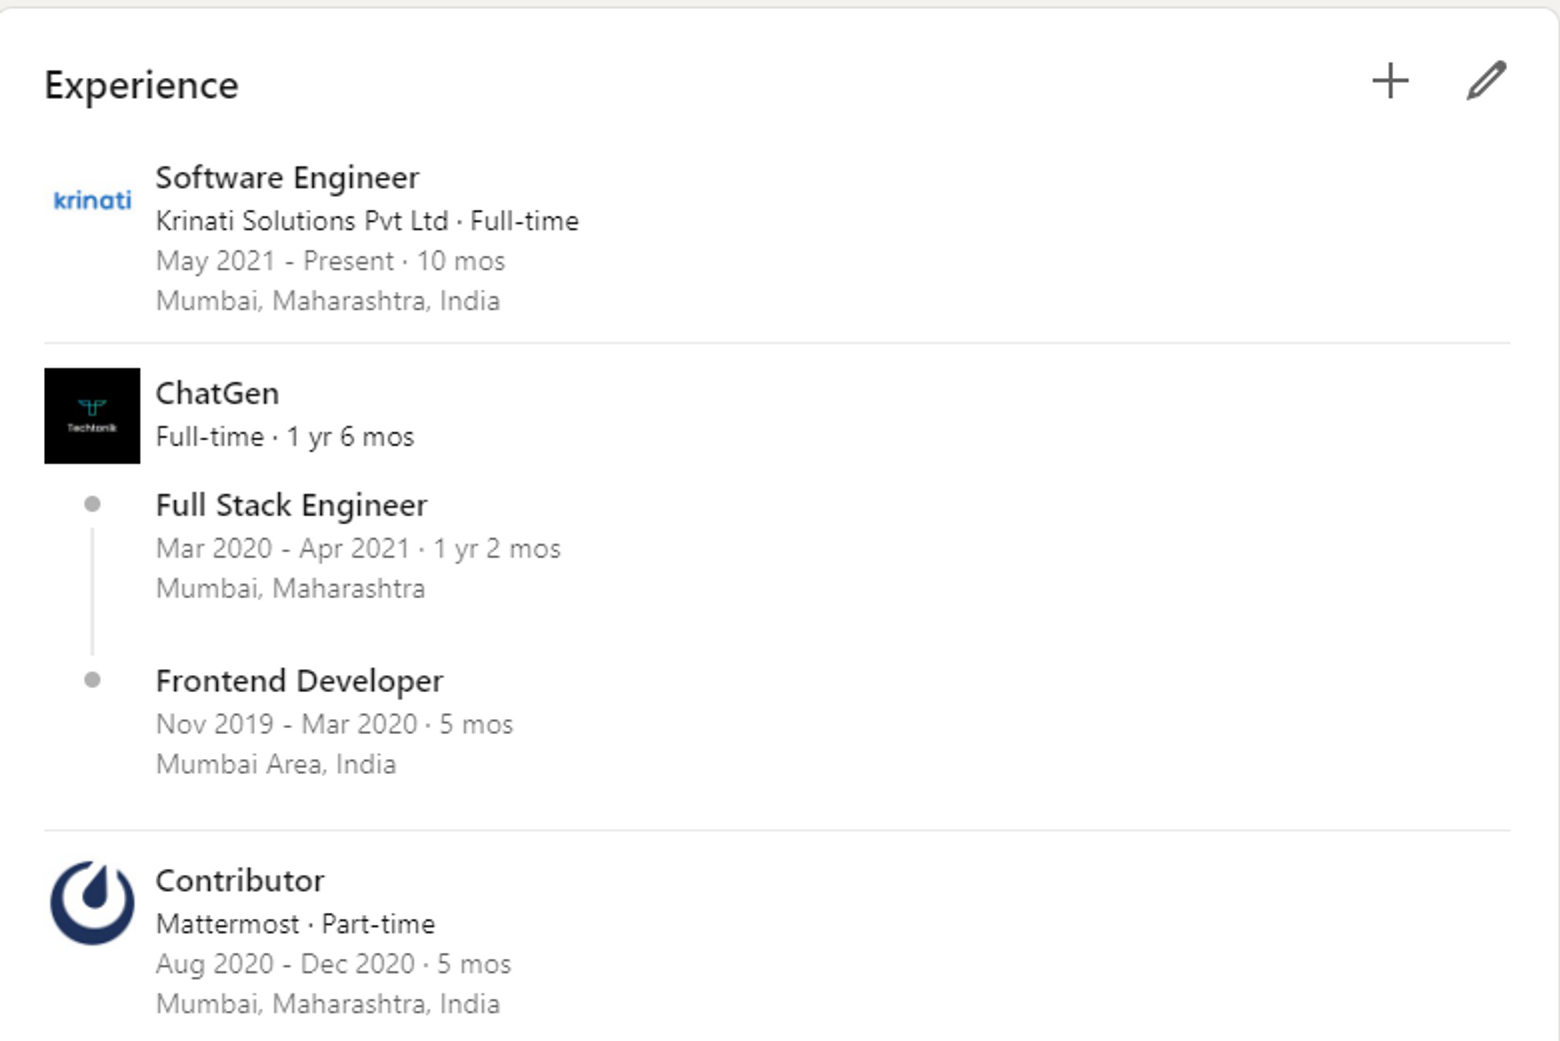 Experience
krinati
Software Engineer
Krinati Solutions Pvt Ltd · Full-time
May 2021 - Present · 10 mos
Mumbai, Maharashtra, India
Techtonik
ChatGen
Full-time · 1 yr 6 mos
Full Stack Engineer
Mar 2020 - Apr 2021 · 1 yr 2 mos
Mumbai, Maharashtra
Frontend Developer
Nov 2019 - Mar 2020 · 5 mos
Mumbai Area, India
Contributor
Mattermost · Part-time
Aug 2020 - Dec 2020 · 5 mos
Mumbai, Maharashtra, India